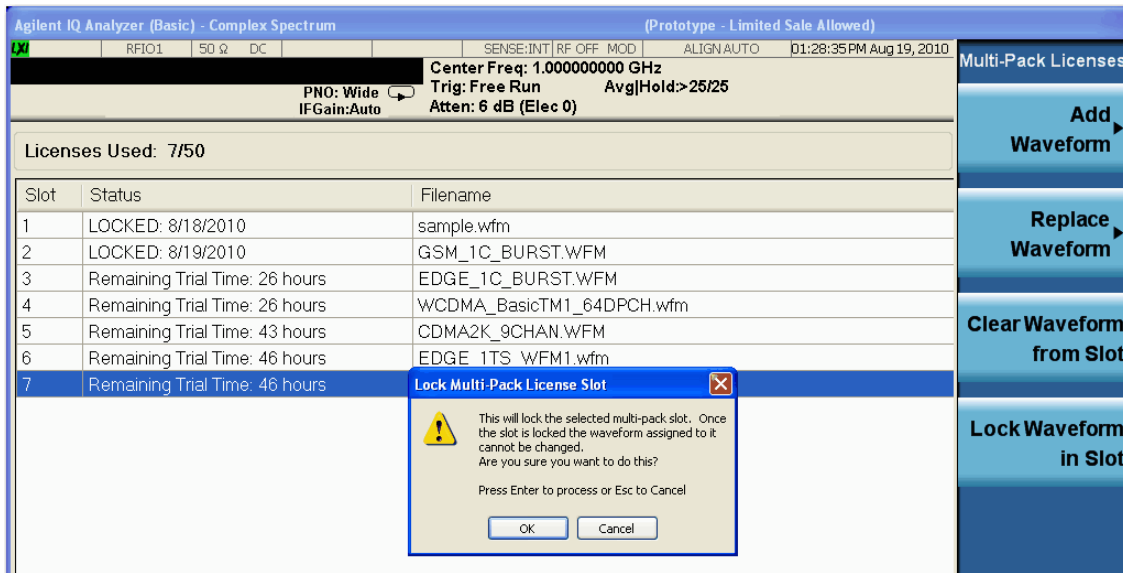 Agilent IQ Analyzer (Basic) - Complex Spectrum (Prototype - Limited Sale Allowed)
LXI RFIO1 50 Ω DC SENSE:INT RF OFF MOD ALIGN AUTO 01:28:35 PM Aug 19, 2010
Center Freq: 1.000000000 GHz
PNO: Wide Trig: Free Run Avg|Hold:>25/25
IFGain:Auto Atten: 6 dB (Elec 0)
Multi-Pack Licenses
Add
Waveform
Replace
Waveform
Clear Waveform
from Slot
Lock Waveform
in Slot
Licenses Used: 7/50
Slot Status Filename
1 LOCKED: 8/18/2010 sample.wfm
2 LOCKED: 8/19/2010 GSM_1C_BURST.WFM
3 Remaining Trial Time: 26 hours EDGE_1C_BURST.WFM
4 Remaining Trial Time: 26 hours WCDMA_BasicTM1_64DPCH.wfm
5 Remaining Trial Time: 43 hours CDMA2K_9CHAN.WFM
6 Remaining Trial Time: 46 hours EDGE_1TS_WFM1.wfm
7 Remaining Trial Time: 46 hours
Lock Multi-Pack License Slot
This will lock the selected multi-pack slot. Once
the slot is locked the waveform assigned to it
cannot be changed.
Are you sure you want to do this?
Press Enter to process or Esc to Cancel
OK Cancel